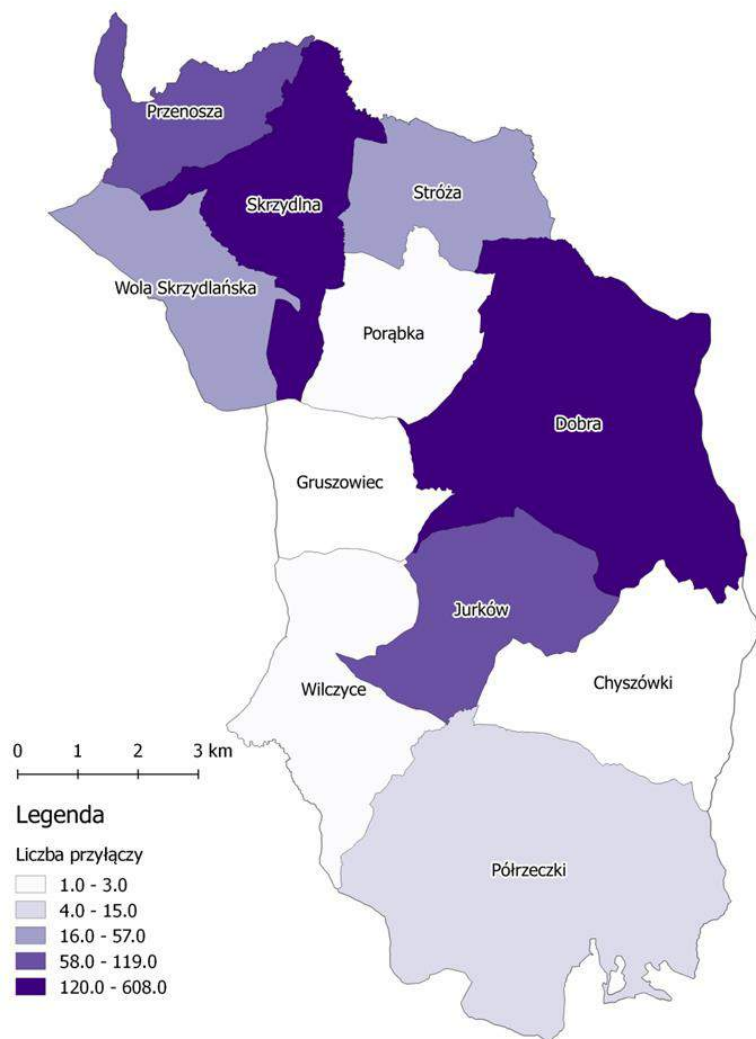 Przenosza
Skrzydlna
Stróża
Wola Skrzydlańska
Porąbka
Dobra
Gruszowiec
Jurków
Chyszówki
Wilczyce
0 1 2 3 km
Legenda
Liczba przyłączy
1.0 - 3.0
4.0 - 15.0
16.0 - 57.0
58.0 - 119.0
120.0 - 608.0
Półrzeczki